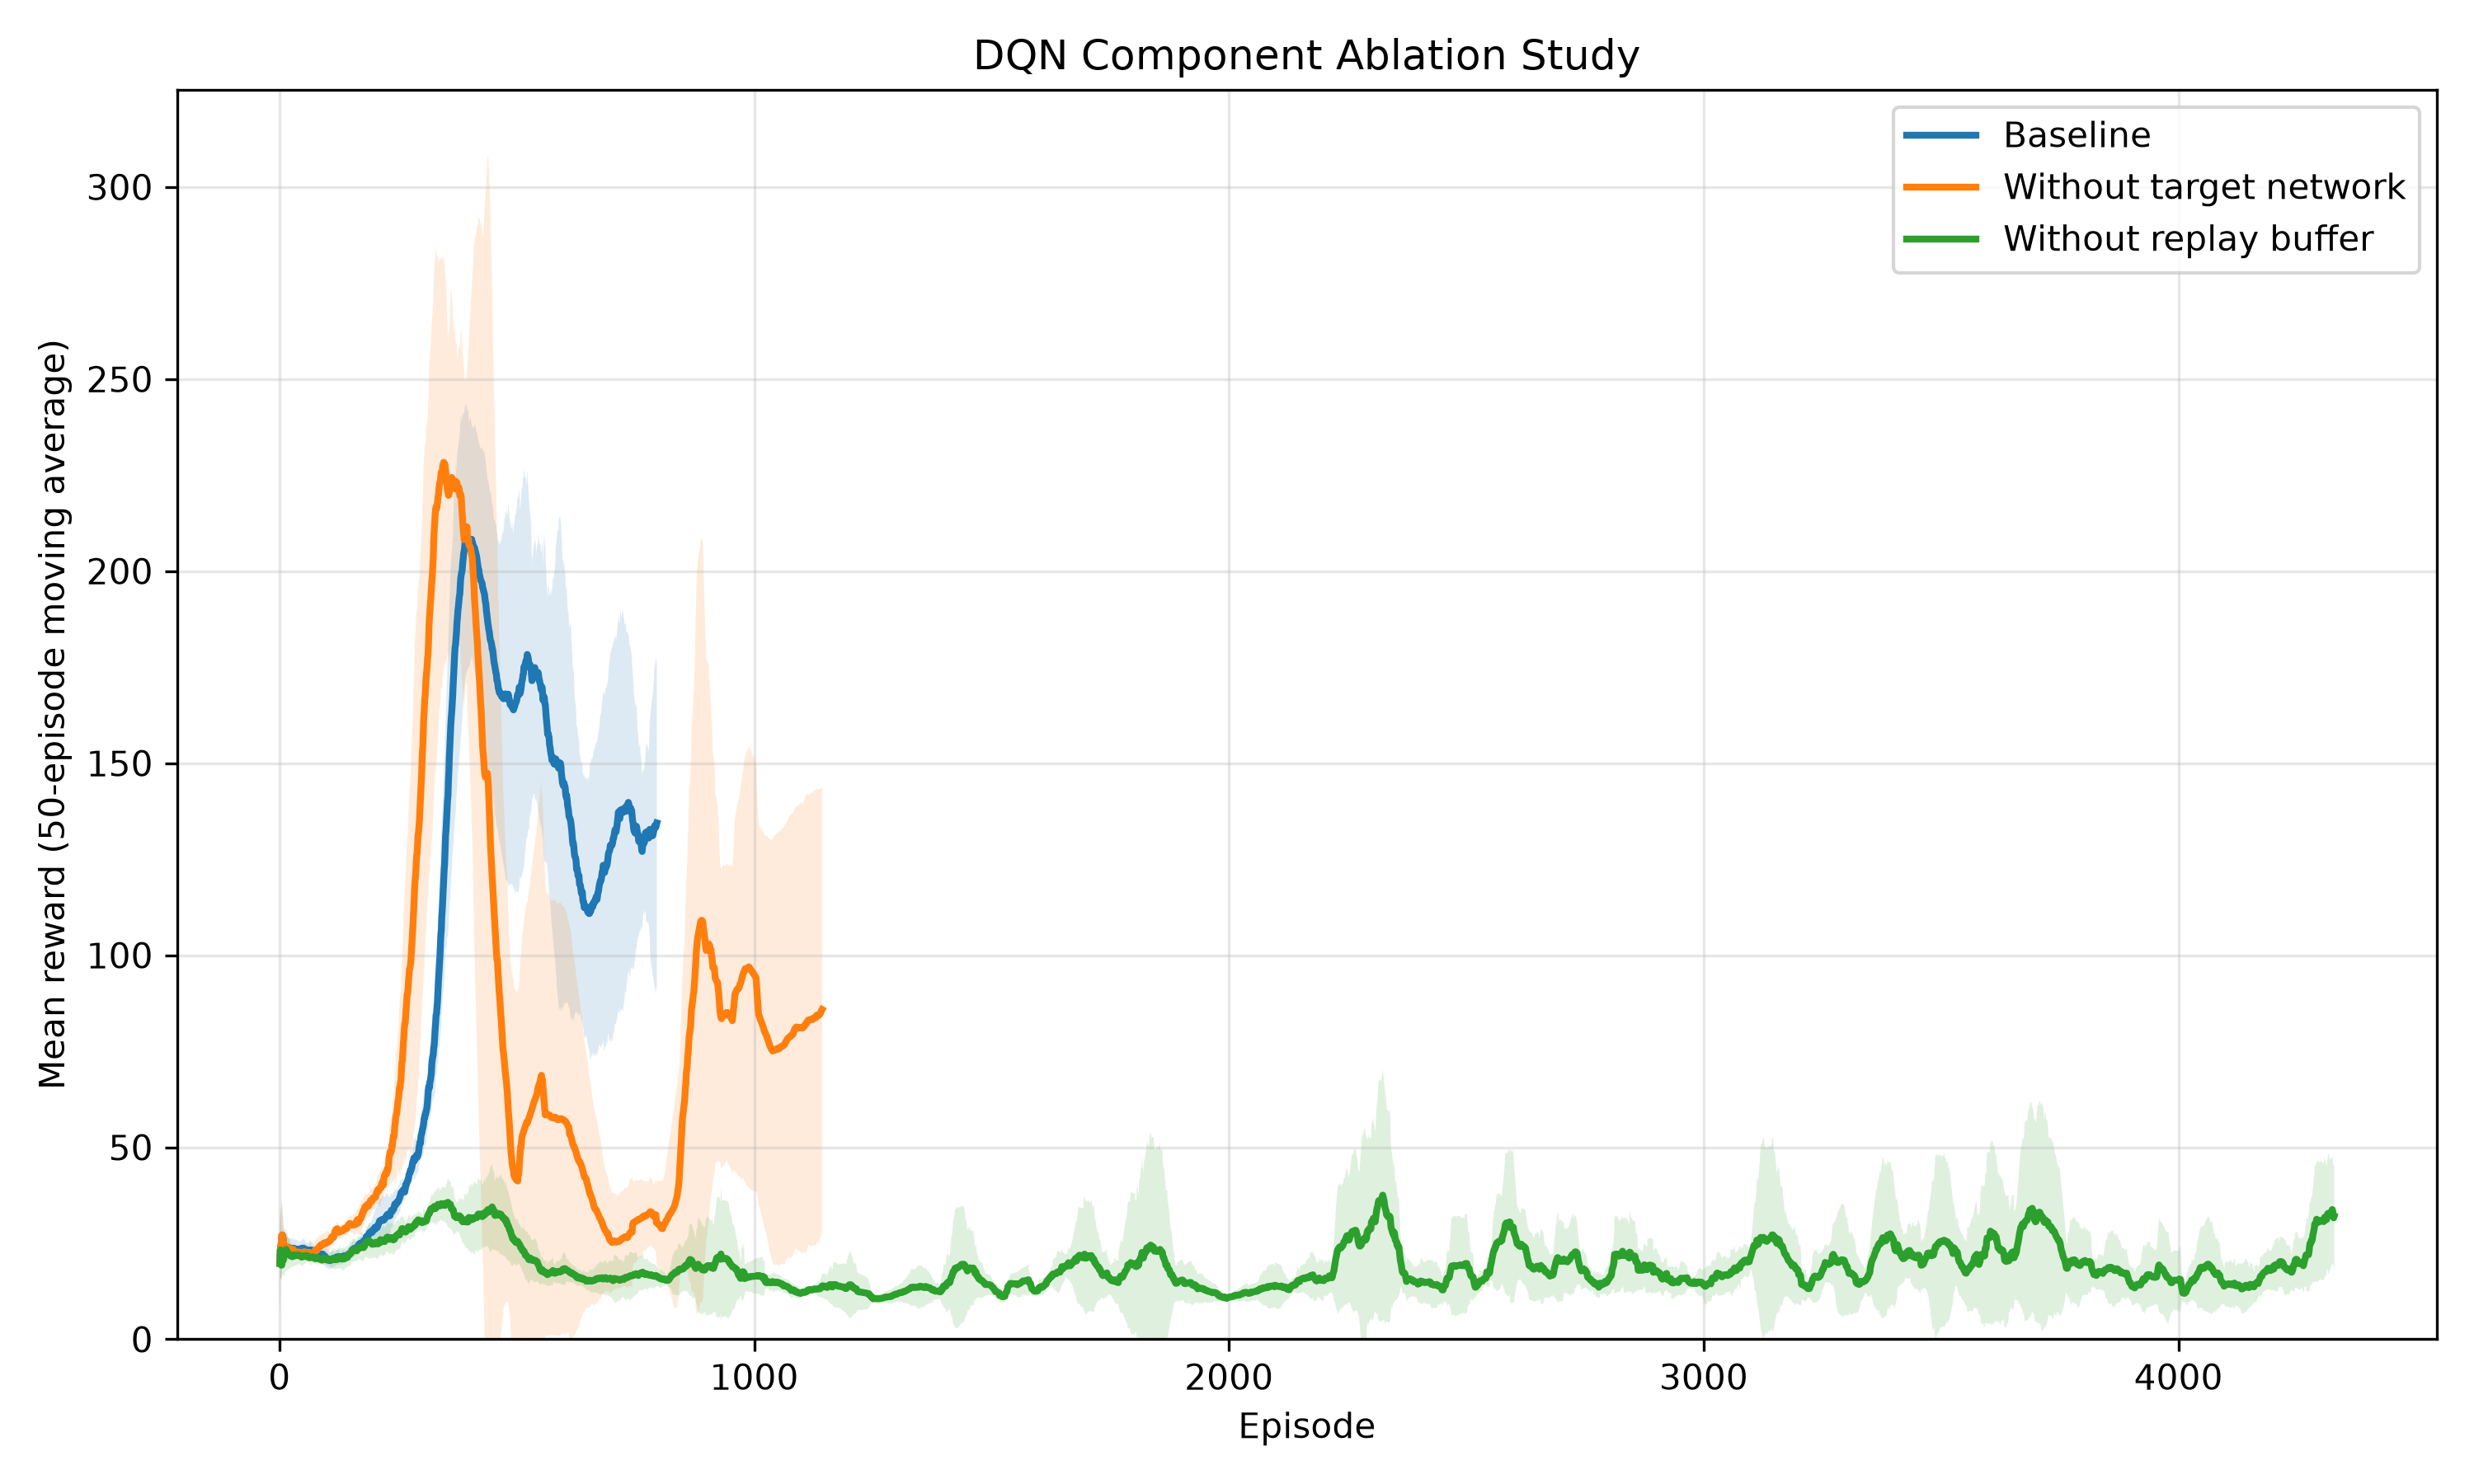 DQN Component Ablation Study
Mean reward (50-episode moving average)
300
250
200
150
100
50
0
Baseline
Without target network
Without replay buffer
0
1000
2000
3000
4000
Episode